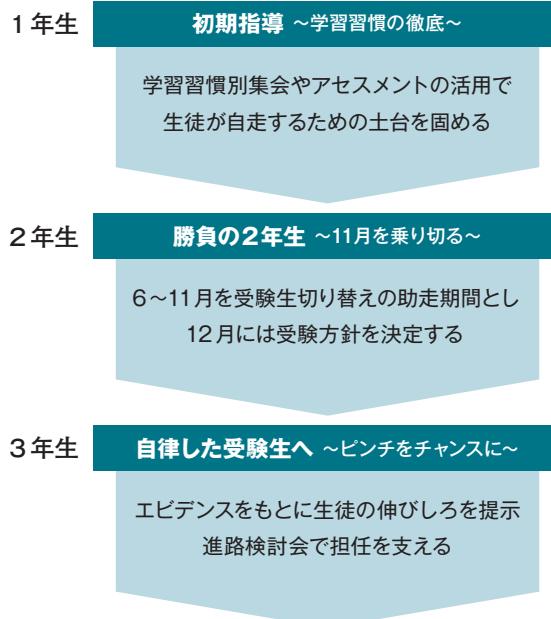 1年生 初期指導 ~学習習慣の徹底~
学習習慣別集会やアセスメントの活用で
生徒が自走するための土台を固める
2年生 勝負の2年生 ~11月を乗り切る~
6~11月を受験生切り替えの助走期間とし
12月には受験方針を決定する
3年生 自律した受験生へ ~ピンチをチャンスに~
エビデンスをもとに生徒の伸びしろを提示
進路検討会で担任を支える